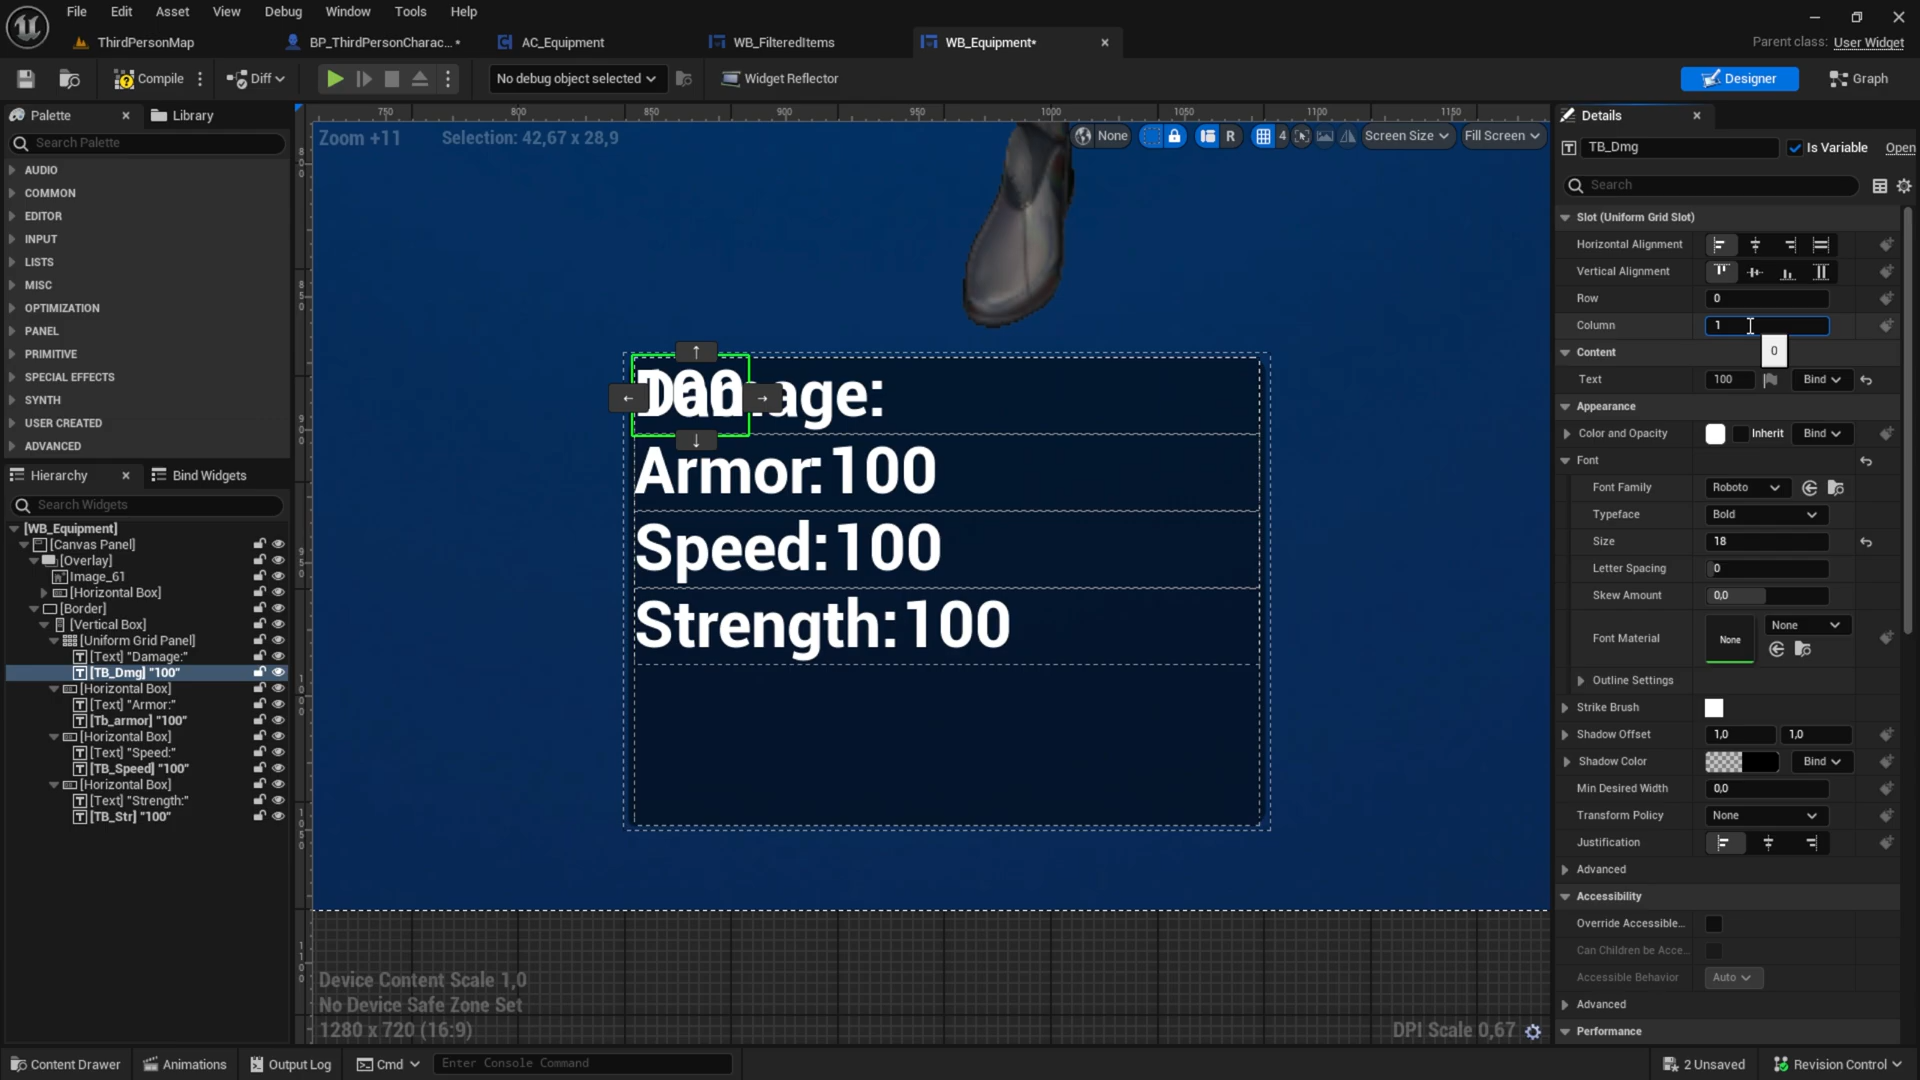 File Edit Asset View Debug Window Tools Help
ThirdPersonMap BP_ThirdPersonCharac... • AC_Equipment WB_FilteredItems WB_Equipment•
Parent class: User Widget
Compile Diff No debug object selected Widget Reflector Designer Graph
Palette Library
Search Palette
AUDIO
COMMON
EDITOR
INPUT
LISTS
MISC
OPTIMIZATION
PANEL
PRIMITIVE
SPECIAL EFFECTS
SYNTH
USER CREATED
ADVANCED
Hierarchy Bind Widgets
Search Widgets
[WB_Equipment]
[Canvas Panel]
[Overlay]
Image_61
[Horizontal Box]
[Border]
[Vertical Box]
[Uniform Grid Panel]
[Text] "Damage:"
[TB_Dmg] "100"
[Horizontal Box]
[Text] "Armor:"
[Tb_armor] "100"
[Horizontal Box]
[Text] "Speed:"
[TB_Speed] "100"
[Horizontal Box]
[Text] "Strength:"
[TB_Str] "100"
750 800 850 900 950 1000 1050 1100 1150
Zoom +11 Selection: 42,67 x 28,9
None R 4 Screen Size Fill Screen
Damage:
100
Armor:100
Speed:100
Strength:100
Device Content Scale 1,0
No Device Safe Zone Set
1280 x 720 (16:9)
DPI Scale 0,67
Details
TB_Dmg Is Variable Open
Search
Slot (Uniform Grid Slot)
Horizontal Alignment
Vertical Alignment
Row 0
Column 1
0
Content
Text 100 Bind
Appearance
Color and Opacity Inherit Bind
Font
Font Family Roboto
Typeface Bold
Size 18
Letter Spacing 0
Skew Amount 0,0
Font Material None None
Outline Settings
Strike Brush
Shadow Offset 1,0 1,0
Shadow Color Bind
Min Desired Width 0,0
Transform Policy None
Justification
Advanced
Accessibility
Override Accessible...
Can Children be Acce...
Accessible Behavior Auto
Advanced
Performance
Content Drawer Animations Output Log Cmd Enter Console Command
2 Unsaved Revision Control